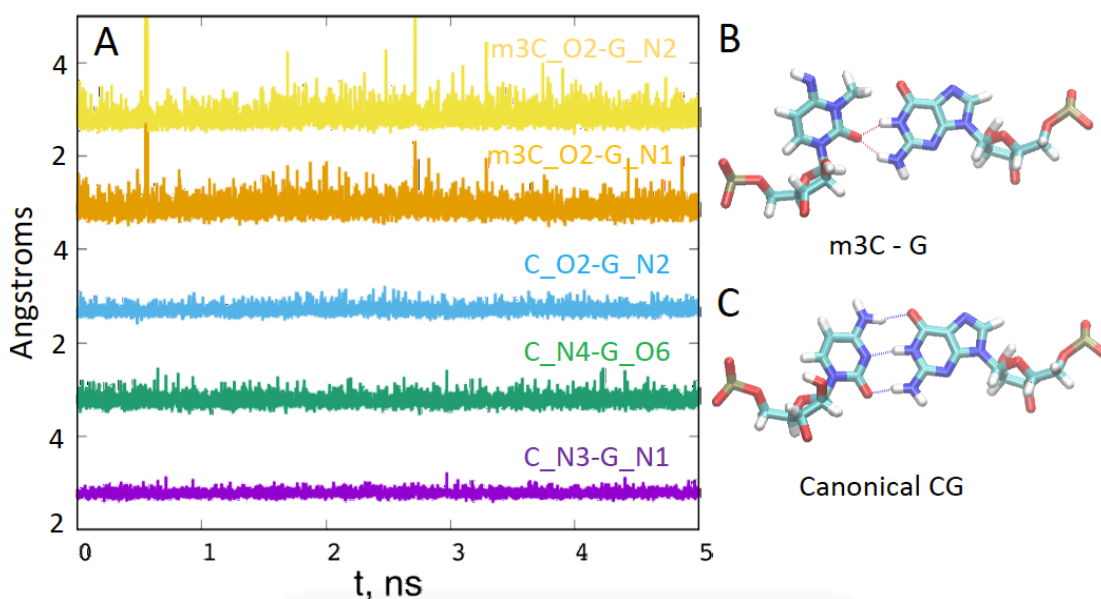 A
m3C_O2-G_N2
m3C_O2-G_N1
C_O2-G_N2
C_N4-G_O6
C_N3-G_N1
4
2
4
2
4
2
Angstroms
0 1 2 3 4 5
t, ns
B
m3C - G
C
Canonical CG